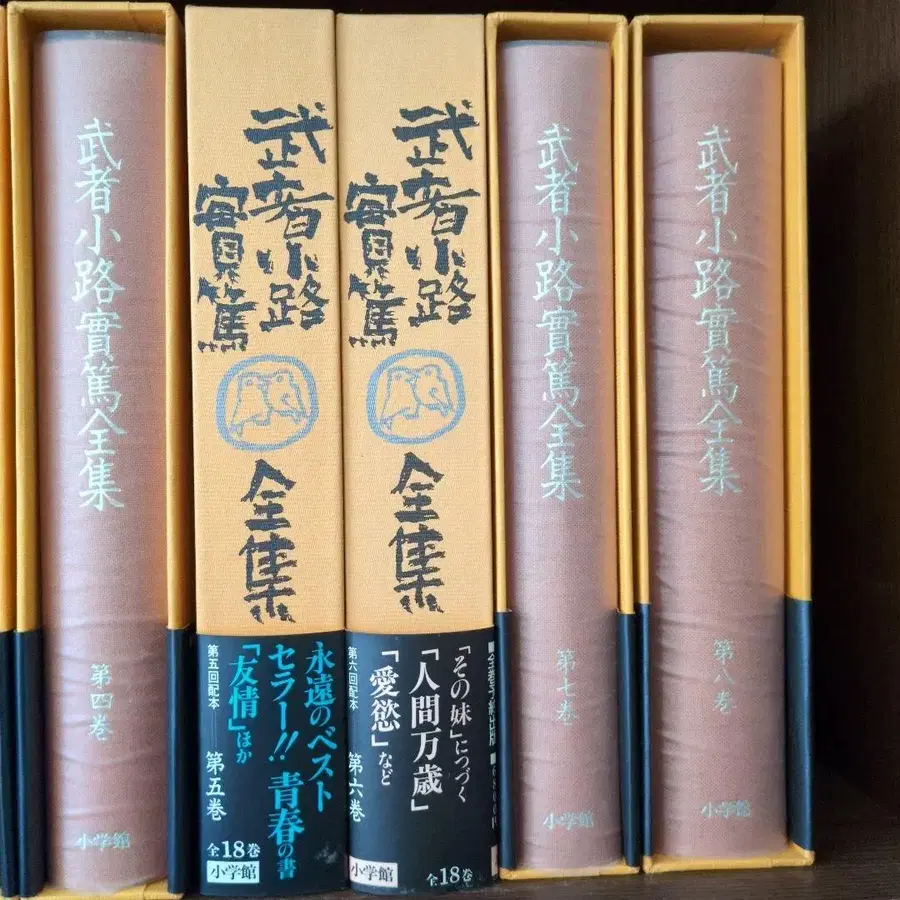 武者小路實篤全集
第四巻
小学館
武者小路
實篤
全集
永遠のベスト
セラー!! 青春の書
「友情」ほか
第五回配本 第五巻
全18巻
小学館
武者小路
實篤
全集
「その妹」につづく
「人間万歳」
「愛慾」など
第六回配本 第六巻
全18巻
武者小路實篤全集
第七巻
小学館
武者小路實篤全集
第八巻
小学館